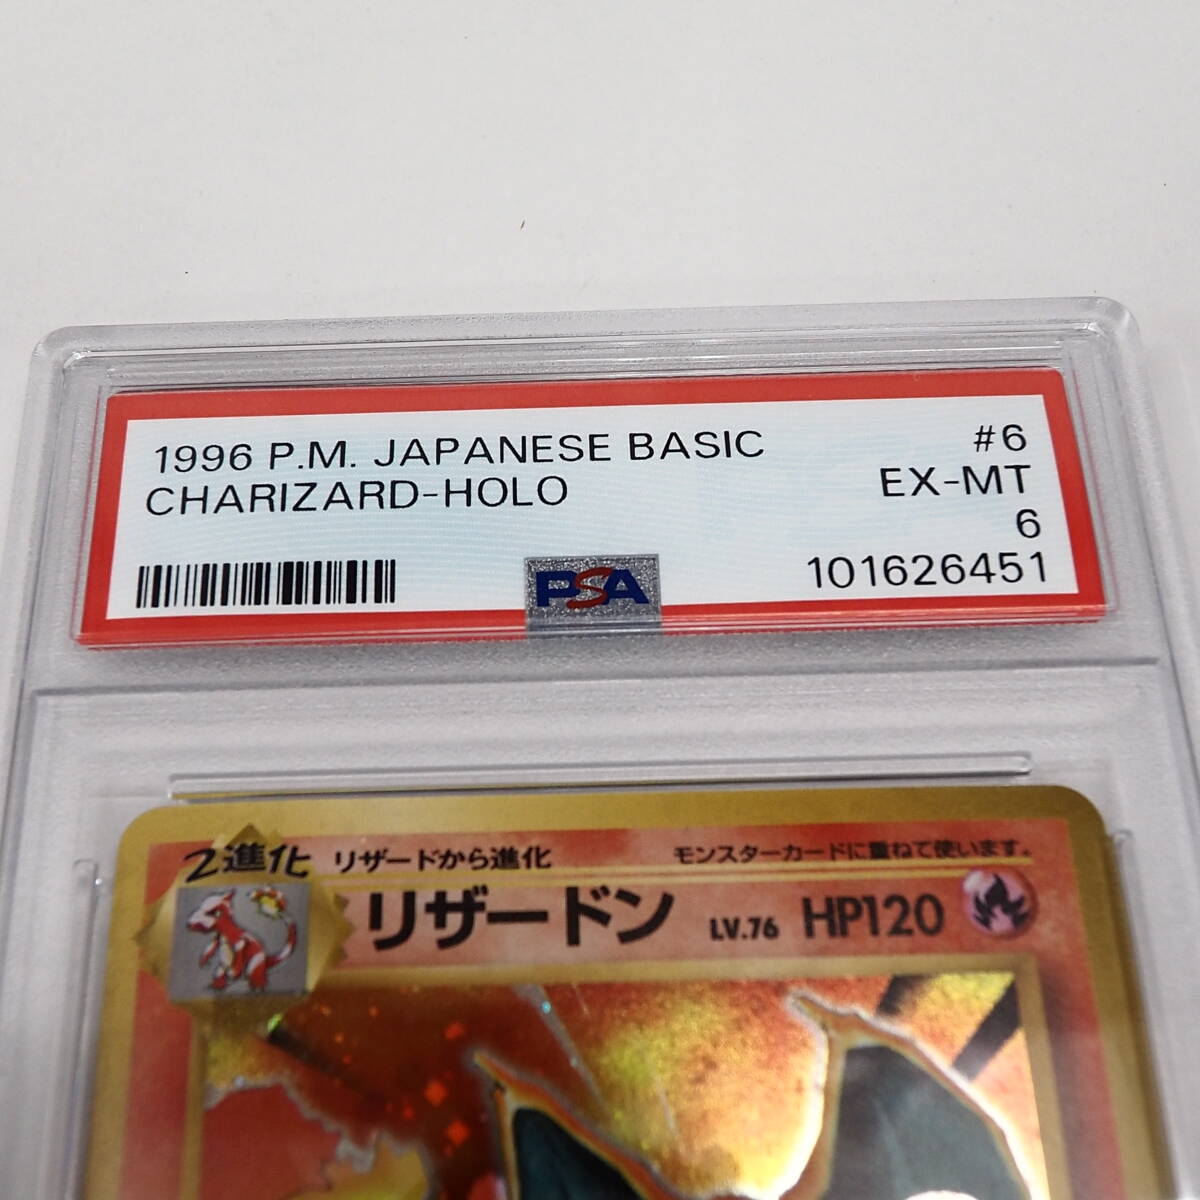 1996 P.M. JAPANESE BASIC #6
CHARIZARD-HOLO EX-MT
6
PSA 101626451
2進化 リザードから進化 モンスターカードに重ねて使います。
リザードン LV.76 HP120